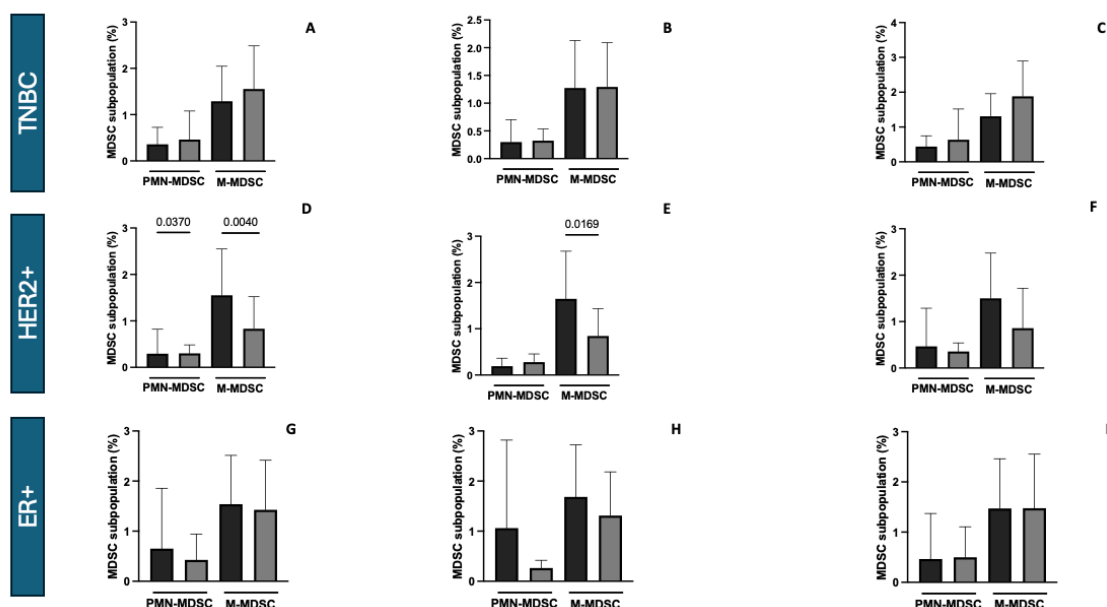 TNBC
MDSC subpopulation (%)
3
2
1
0
PMN-MDSC
M-MDSC
A
MDSC subpopulation (%)
2.5
2.0
1.5
1.0
0.5
0.0
PMN-MDSC
M-MDSC
B
MDSC subpopulation (%)
4
3
2
1
0
PMN-MDSC
M-MDSC
C
HER2+
MDSC subpopulation (%)
3
2
1
0
0.0370
0.0040
PMN-MDSC
M-MDSC
D
MDSC subpopulation (%)
3
2
1
0
0.0169
PMN-MDSC
M-MDSC
E
MDSC subpopulation (%)
3
2
1
0
PMN-MDSC
M-MDSC
F
ER+
MDSC subpopulation (%)
3
2
1
0
PMN-MDSC
M-MDSC
G
MDSC subpopulation (%)
3
2
1
0
PMN-MDSC
M-MDSC
H
MDSC subpopulation (%)
3
2
1
0
PMN-MDSC
M-MDSC
I